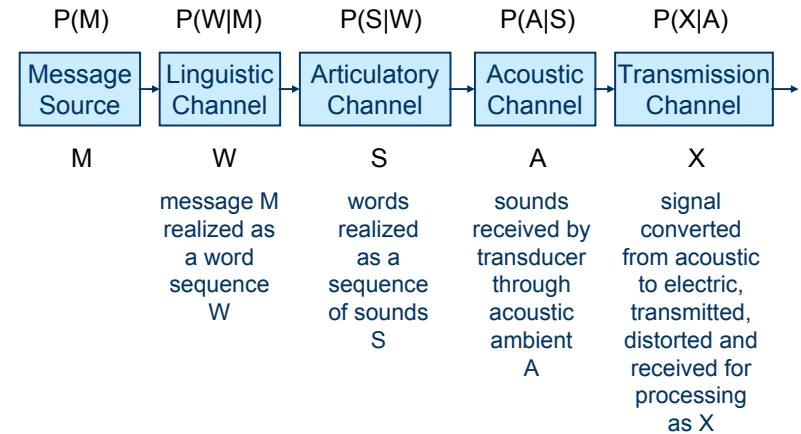 P(M) P(W|M) P(S|W) P(A|S) P(X|A)
Message Source
Linguistic Channel
Articulatory Channel
Acoustic Channel
Transmission Channel
M W S A X
message M
realized as
a word
sequence
W
words
realized
as a
sequence
of sounds
S
sounds
received by
transducer
through
acoustic
ambient
A
signal
converted
from acoustic
to electric,
transmitted,
distorted and
received for
processing
as X